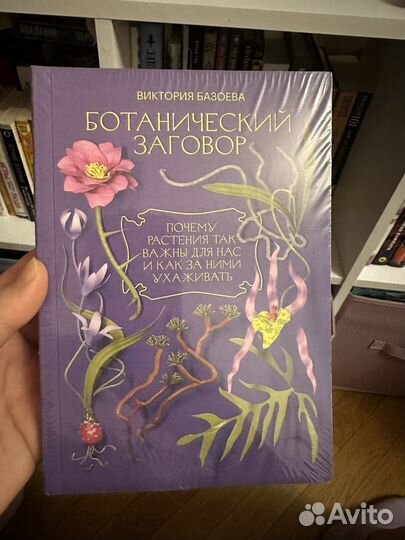 ВИКТОРИЯ БАЗОЕВА
БОТАНИЧЕСКИЙ
ЗАГОВОР
ПОЧЕМУ
РАСТЕНИЯ ТАК
ВАЖНЫ ДЛЯ НАС
И КАК ЗА НИМИ
УХАЖИВАТЬ
Avito